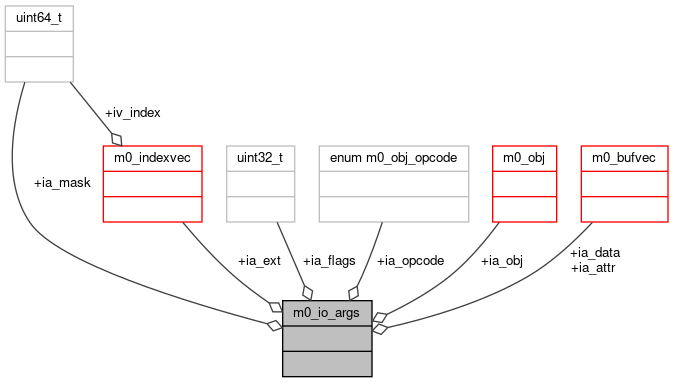 uint64_t
+iv_index
m0_indexvec
uint32_t
enum m0_obj_opcode
m0_obj
m0_bufvec
+ia_mask
+ia_ext
+ia_flags
+ia_opcode
+ia_obj
+ia_data
+ia_attr
m0_io_args